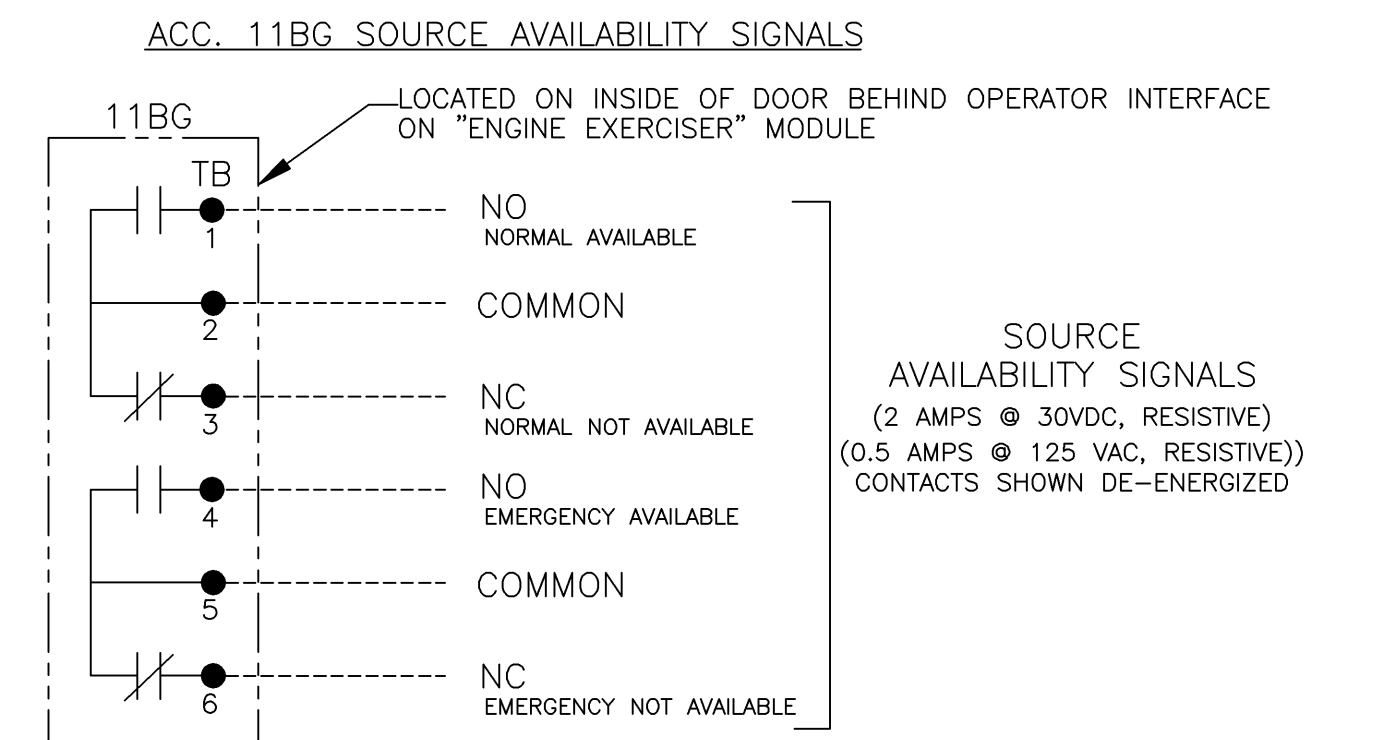 ACC. 11BG SOURCE AVAILABILITY SIGNALS
LOCATED ON INSIDE OF DOOR BEHIND OPERATOR INTERFACE
ON "ENGINE EXERCISER" MODULE
11BG
TB
1
NO
NORMAL AVAILABLE
2
COMMON
3
NC
NORMAL NOT AVAILABLE
4
NO
EMERGENCY AVAILABLE
5
COMMON
6
NC
EMERGENCY NOT AVAILABLE
SOURCE
AVAILABILITY SIGNALS
(2 AMPS @ 30VDC, RESISTIVE)
(0.5 AMPS @ 125 VAC, RESISTIVE))
CONTACTS SHOWN DE-ENERGIZED